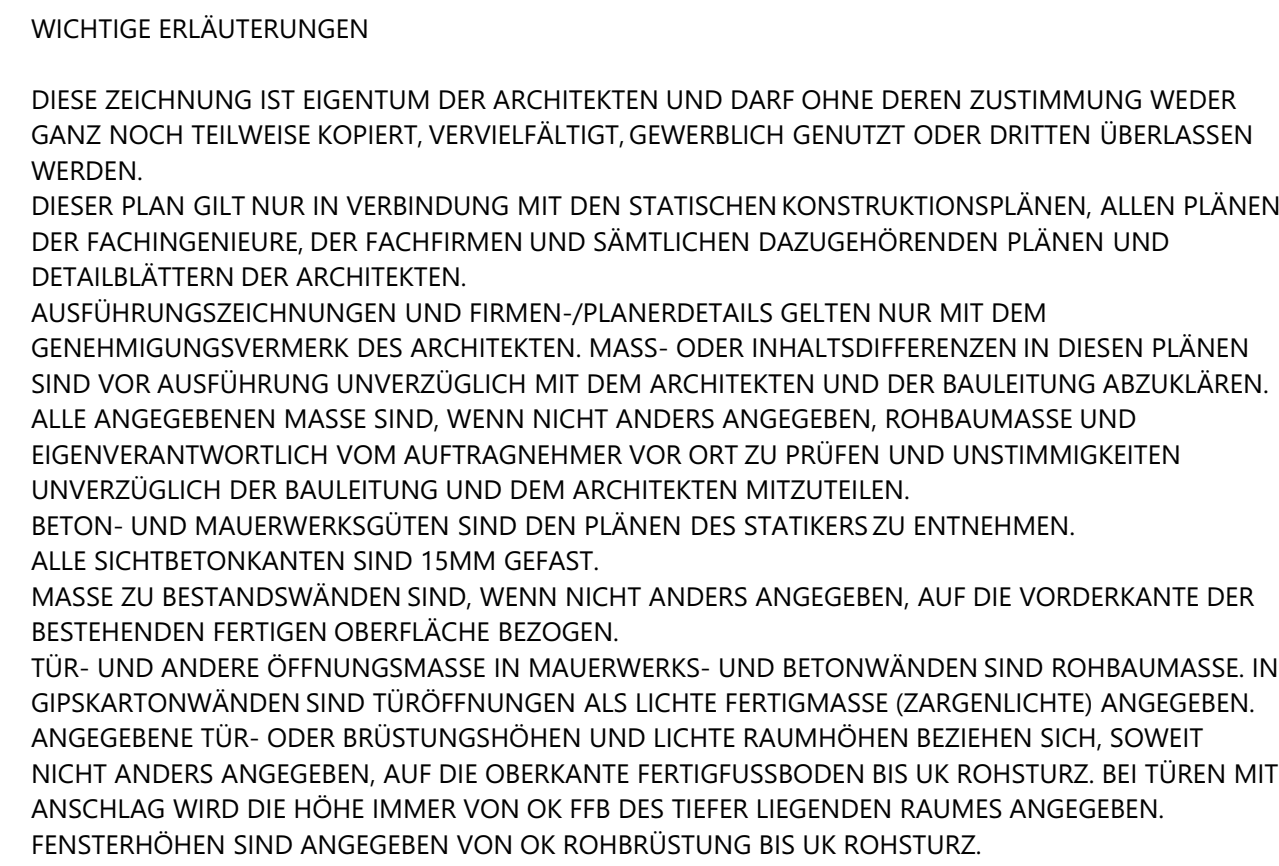 WICHTIGE ERLÄUTERUNGEN
DIESE ZEICHNUNG IST EIGENTUM DER ARCHITEKTEN UND DARF OHNE DEREN ZUSTIMMUNG WEDER
GANZ NOCH TEILWEISE KOPIERT, VERVIELFÄLTIGT, GEWERBLICH GENUTZT ODER DRITTEN ÜBERLASSEN
WERDEN.
DIESER PLAN GILT NUR IN VERBINDUNG MIT DEN STATISCHEN KONSTRUKTIONSPLÄNEN, ALLEN PLÄNEN
DER FACHINGENIEURE, DER FACHFIRMEN UND SÄMTLICHEN DAZUGEHÖRENDEN PLÄNEN UND
DETAILBLÄTTERN DER ARCHITEKTEN.
AUSFÜHRUNGSZEICHNUNGEN UND FIRMEN-/PLANERDETAILS GELTEN NUR MIT DEM
GENEHMIGUNGSVERMERK DES ARCHITEKTEN. MASS- ODER INHALTSDIFFERENZEN IN DIESEN PLÄNEN
SIND VOR AUSFÜHRUNG UNVERZÜGLICH MIT DEM ARCHITEKTEN UND DER BAULEITUNG ABZUKLÄREN.
ALLE ANGEGEBENEN MASSE SIND, WENN NICHT ANDERS ANGEGEBEN, ROHBAUMASSE UND
EIGENVERANTWORTLICH VOM AUFTRAGNEHMER VOR ORT ZU PRÜFEN UND UNSTIMMIGKEITEN
UNVERZÜGLICH DER BAULEITUNG UND DEM ARCHITEKTEN MITZUTEILEN.
BETON- UND MAUERWERKSGÜTEN SIND DEN PLÄNEN DES STATIKERS ZU ENTNEHMEN.
ALLE SICHTBETONKANTEN SIND 15MM GEFAST.
MASSE ZU BESTANDSWÄNDEN SIND, WENN NICHT ANDERS ANGEGEBEN, AUF DIE VORDERKANTE DER
BESTEHENDEN FERTIGEN OBERFLÄCHE BEZOGEN.
TÜR- UND ANDERE ÖFFNUNGSMASSE IN MAUERWERKS- UND BETONWÄNDEN SIND ROHBAUMASSE. IN
GIPSKARTONWÄNDEN SIND TÜRÖFFNUNGEN ALS LICHTE FERTIGMASSE (ZARGENLICHTE) ANGEGEBEN.
ANGEGEBENE TÜR- ODER BRÜSTUNGSHÖHEN UND LICHTE RAUMHÖHEN BEZIEHEN SICH, SOWEIT
NICHT ANDERS ANGEGEBEN, AUF DIE OBERKANTE FERTIGFUSSBODEN BIS UK ROHSTURZ. BEI TÜREN MIT
ANSCHLAG WIRD DIE HÖHE IMMER VON OK FFB DES TIEFER LIEGENDEN RAUMES ANGEGEBEN.
FENSTERHÖHEN SIND ANGEGEBEN VON OK ROHBRÜSTUNG BIS UK ROHSTURZ.